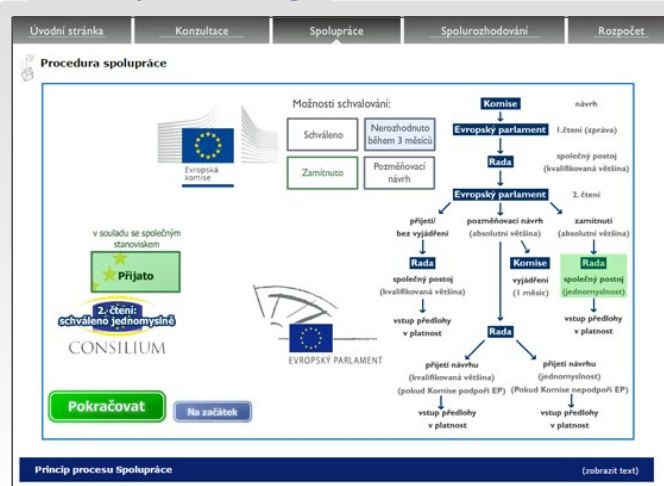 Úvodní stránka
Konzultace
Spolupráce
Spolurozhodování
Rozpočet
Procedura spolupráce
Možnosti schvalování:
Schváleno
Nerozhodnuto
během 3 měsíců
Zamítnuto
Pozměňovací
návrh
Evropská
komise
v souladu se společným
stanoviskem
Přijato
2. čtení:
schváleno jednomyslně
CONSILIUM
EVROPSKÝ PARLAMENT
Pokračovat
Na začátek
Komise
návrh
Evropský parlament
1.čtení (zpráva)
Rada
společný postoj
(kvalifikovaná většina)
Evropský parlament
2. čtení
přijetí/
bez vyjádření
pozměňovací návrh
(absolutní většina)
zamítnutí
(absolutní většina)
Rada
společný postoj
(kvalifikovaná většina)
vstup předlohy
v platnost
Komise
vyjádření
(1 měsíc)
Rada
společný postoj
(jednomyslnost)
vstup předlohy
v platnost
Rada
přijetí návrhu
(kvalifikovaná většina)
(pokud Komise podpoří EP)
vstup předlohy
v platnost
přijetí návrhu
(jednomyslnost)
(Pokud Komise nepodpoří EP)
vstup předlohy
v platnost
Princip procesu Spolupráce
(zobrazit text)